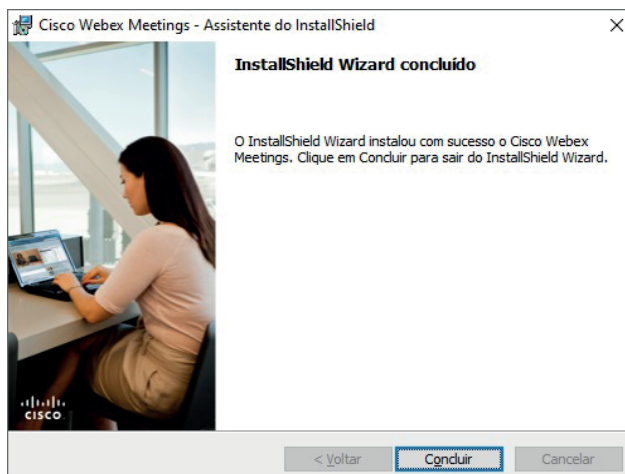 Cisco Webex Meetings - Assistente do InstallShield
InstallShield Wizard concluído
O InstallShield Wizard instalou com sucesso o Cisco Webex
Meetings. Clique em Concluir para sair do InstallShield Wizard.
CISCO
< Voltar
Concluir
Cancelar